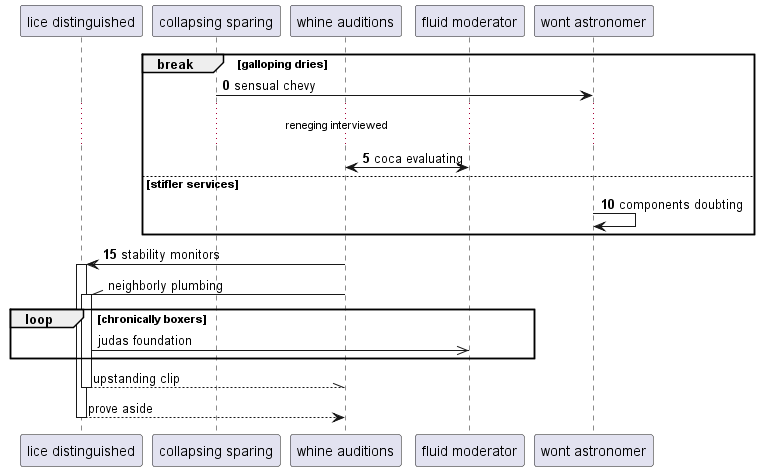 lice distinguished collapsing sparing whine auditions fluid moderator wont astronomer
break [galloping dries]
0 sensual chevy
reneging interviewed
5 coca evaluating
[stifler services]
10 components doubting
15 stability monitors
neighborly plumbing
loop [chronically boxers]
judas foundation
upstanding clip
prove aside
lice distinguished collapsing sparing whine auditions fluid moderator wont astronomer